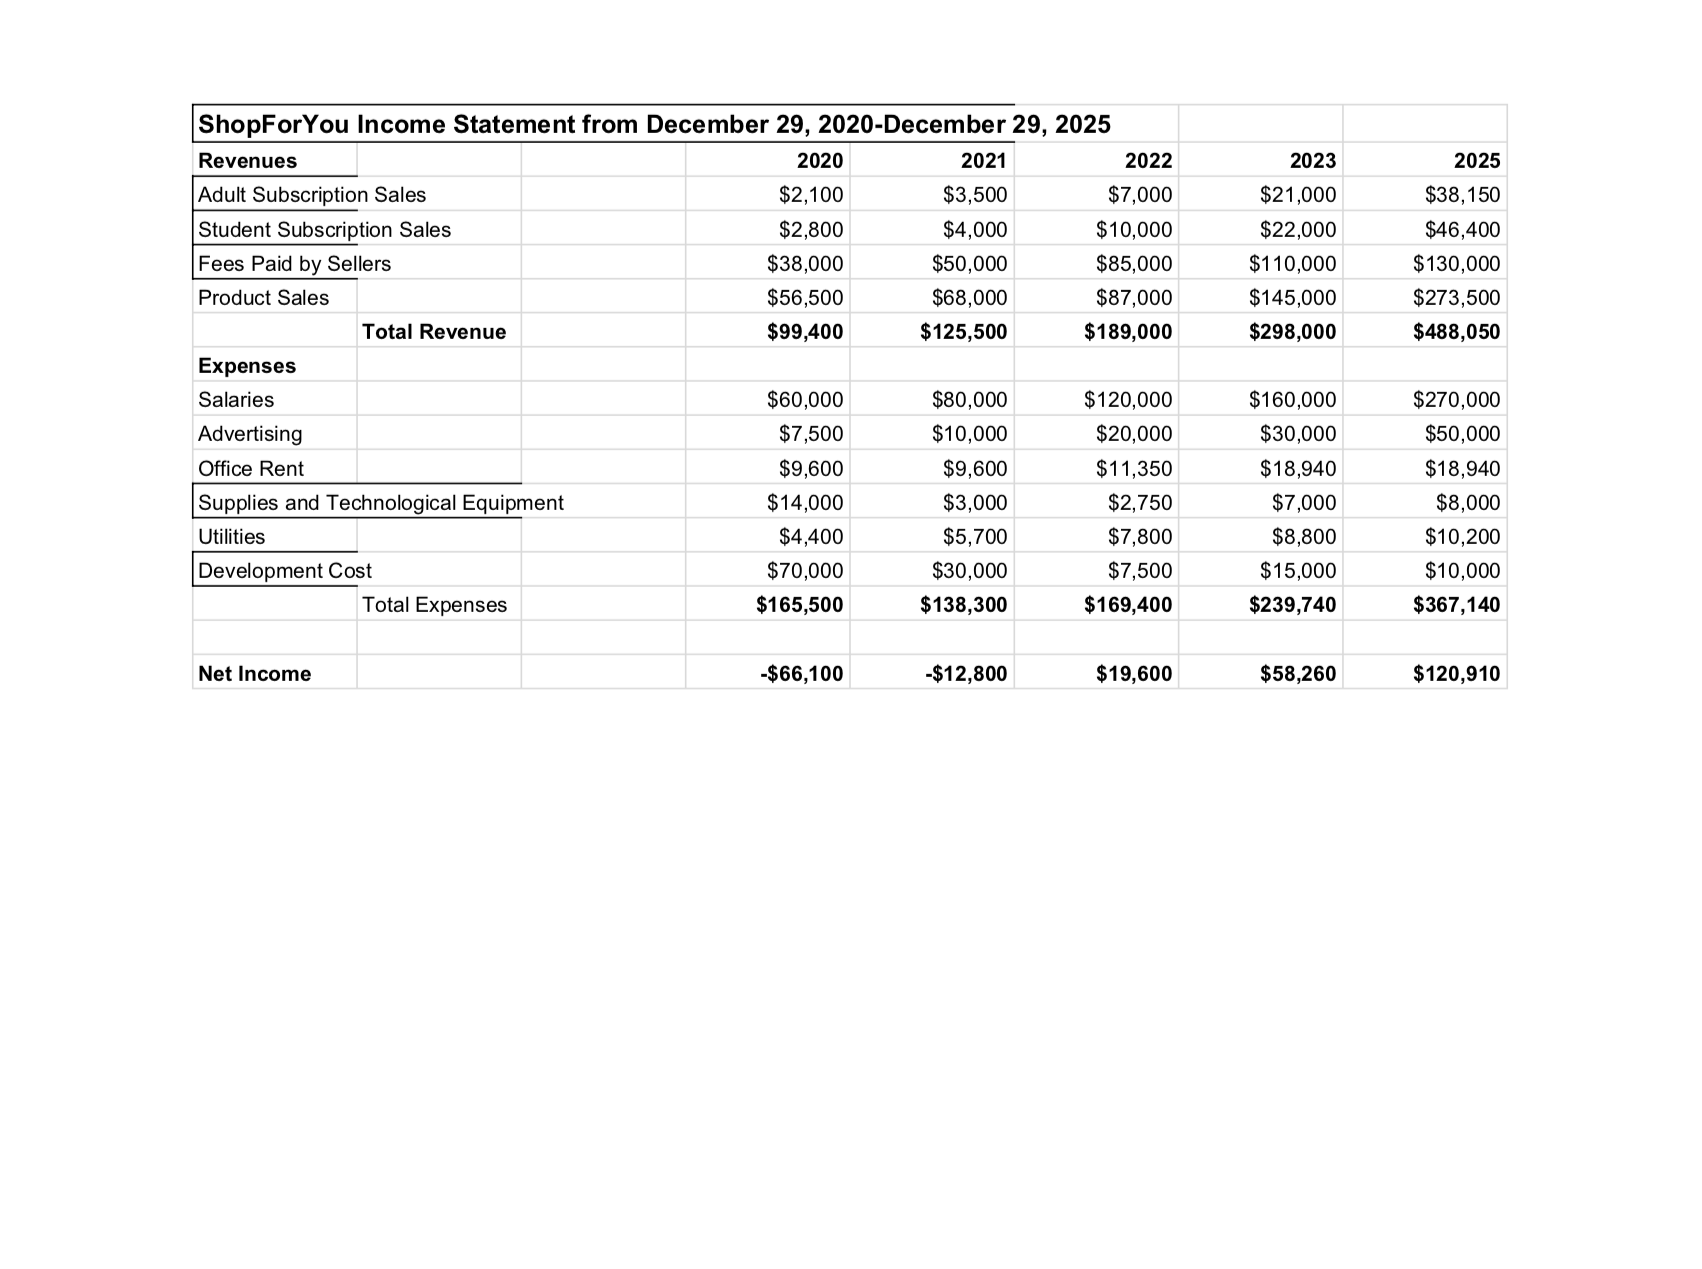 ShopForYou Income Statement from December 29, 2020-December 29, 2025
Revenues 2020 2021 2022 2023 2025
Adult Subscription Sales $2,100 $3,500 $7,000 $21,000 $38,150
Student Subscription Sales $2,800 $4,000 $10,000 $22,000 $46,400
Fees Paid by Sellers $38,000 $50,000 $85,000 $110,000 $130,000
Product Sales $56,500 $68,000 $87,000 $145,000 $273,500
Total Revenue $99,400 $125,500 $189,000 $298,000 $488,050
Expenses
Salaries $60,000 $80,000 $120,000 $160,000 $270,000
Advertising $7,500 $10,000 $20,000 $30,000 $50,000
Office Rent $9,600 $9,600 $11,350 $18,940 $18,940
Supplies and Technological Equipment $14,000 $3,000 $2,750 $7,000 $8,000
Utilities $4,400 $5,700 $7,800 $8,800 $10,200
Development Cost $70,000 $30,000 $7,500 $15,000 $10,000
Total Expenses $165,500 $138,300 $169,400 $239,740 $367,140
Net Income -$66,100 -$12,800 $19,600 $58,260 $120,910